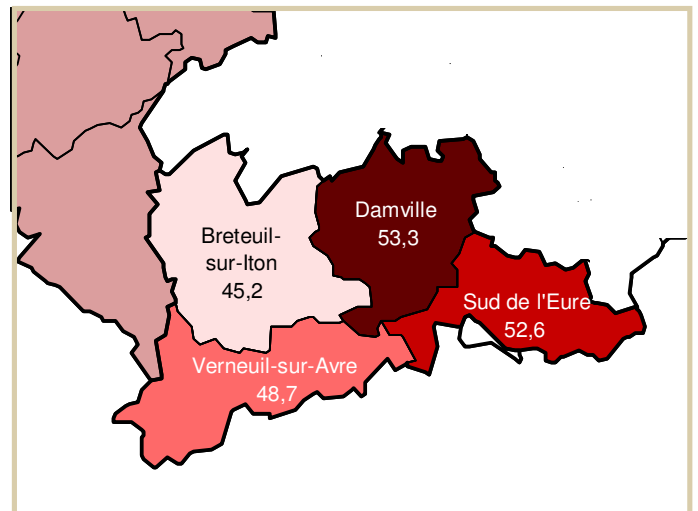 Damville
53,3
Breteuil-
sur-Iton
45,2
Sud de l'Eure
52,6
Verneuil-sur-Avre
48,7